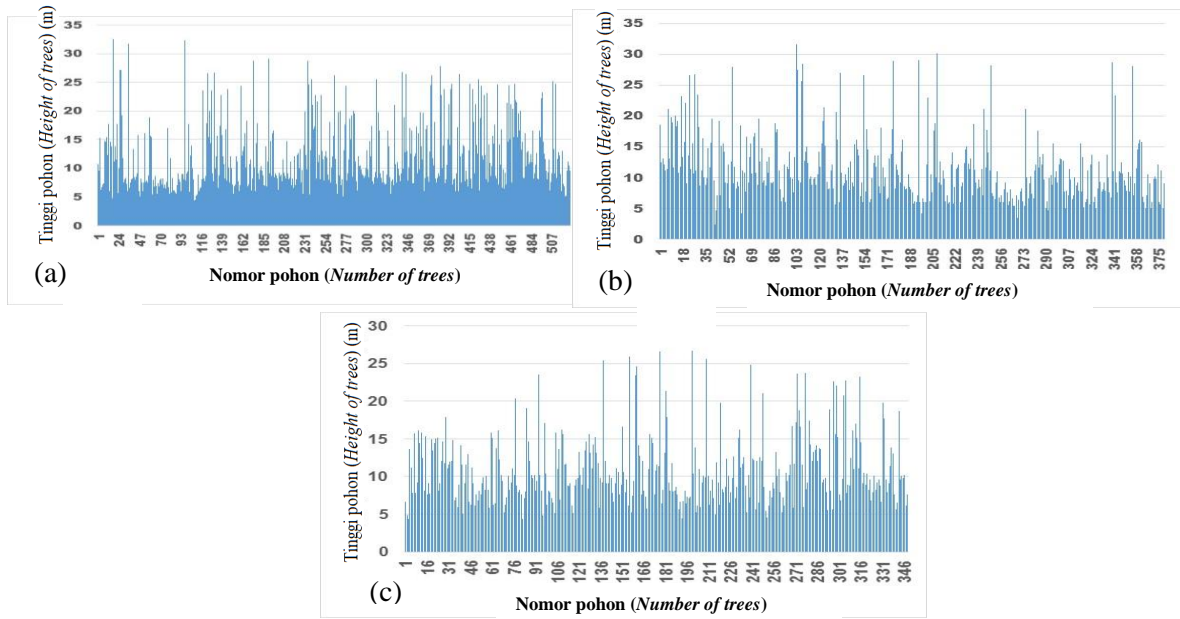 Tinggi pohon (Height of trees) (m)
35
30
25
20
15
10
5
0
1 24 47 70 93 116 139 162 185 208 231 254 277 300 323 346 369 392 415 438 461 484 507
Nomor pohon (Number of trees)
(a)
Tinggi pohon (Height of trees) (m)
35
30
25
20
15
10
5
0
1 18 35 52 69 86 103 120 137 154 171 188 205 222 239 256 273 290 307 324 341 358 375
Nomor pohon (Number of trees)
(b)
Tinggi pohon (Height of trees) (m)
30
25
20
15
10
5
0
1 16 31 46 61 76 91 106 121 136 151 166 181 196 211 226 241 256 271 286 301 316 331 346
Nomor pohon (Number of trees)
(c)